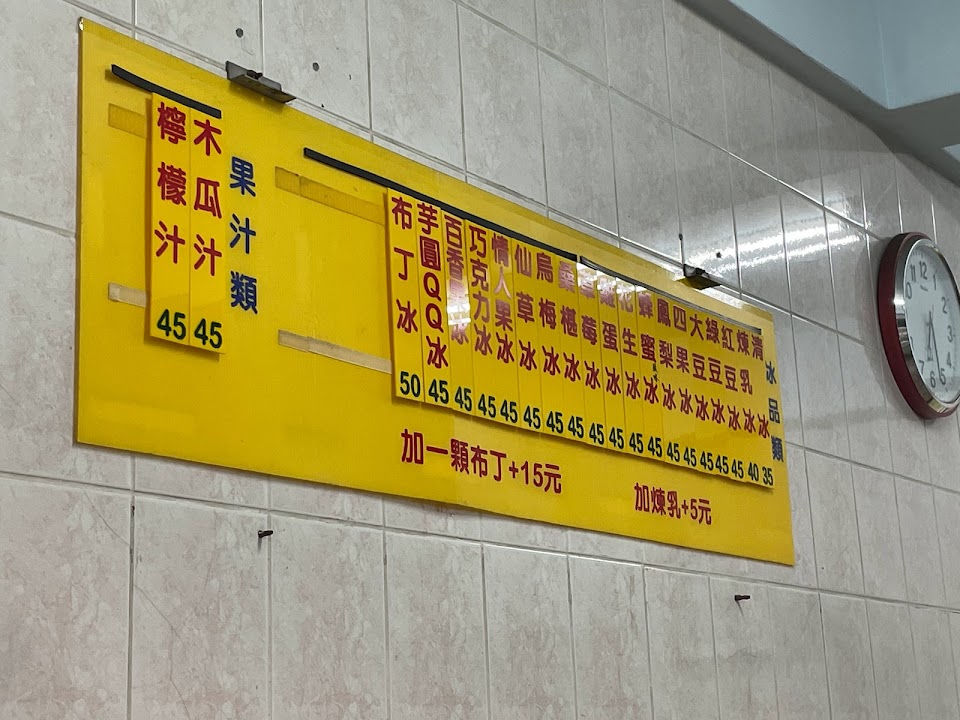 冰品類
清冰 35
煉乳冰 40
紅豆冰 45
綠豆冰 45
大豆冰 45
四果冰 45
鳳梨冰 45
蜂蜜冰 45
花生冰 45
雞蛋冰 45
草莓冰 45
桑椹冰 45
烏梅冰 45
仙草冰 45
情人果冰 45
巧克力冰 45
百香果冰 45
芋圓QQ冰 45
布丁冰 50
加煉乳+5元
加一顆布丁+15元
果汁類
木瓜汁 45
檸檬汁 45